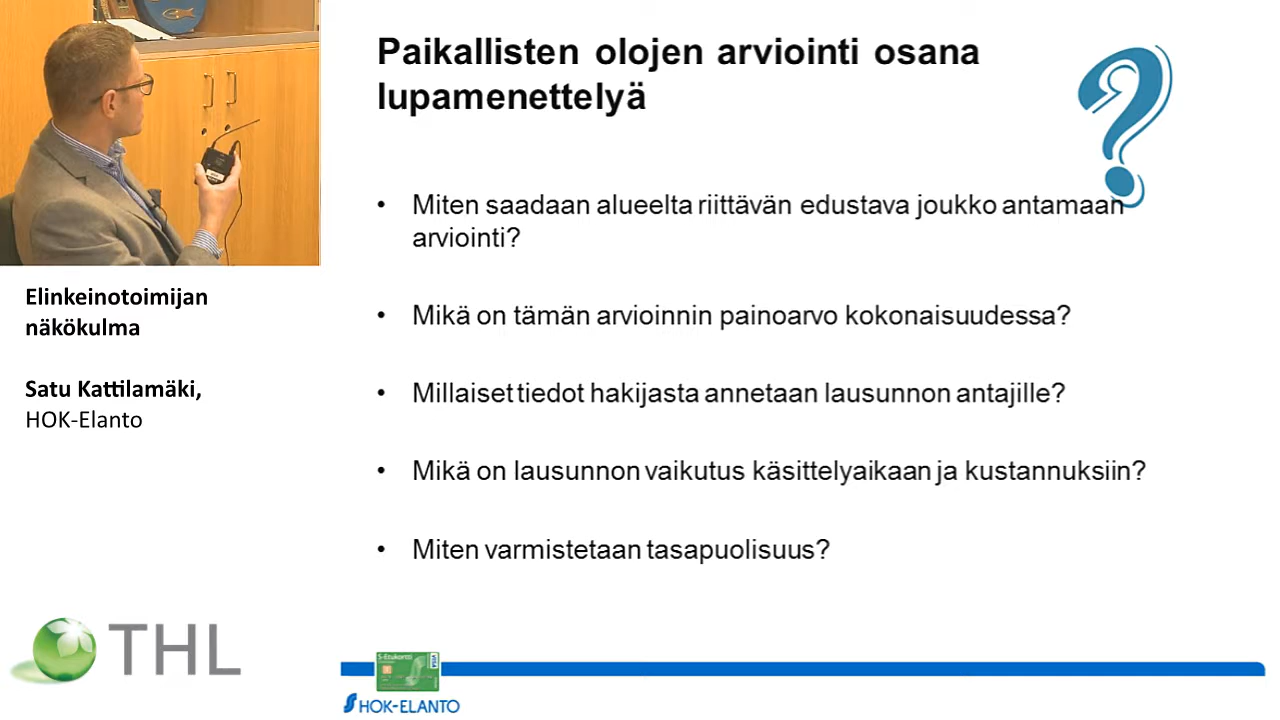 Paikallisten olojen arviointi osana
lupamenettelyä
• Miten saadaan alueelta riittävän edustava joukko antamaan
arviointi?
• Mikä on tämän arvioinnin painoarvo kokonaisuudessa?
• Millaiset tiedot hakijasta annetaan lausunnon antajille?
• Mikä on lausunnon vaikutus käsittelyaikaan ja kustannuksiin?
• Miten varmistetaan tasapuolisuus?
Elinkeinotoimijan
näkökulma
Satu Kattilamäki,
HOK-Elanto
THL
S-Etukortti
VISA
HOK-ELANTO